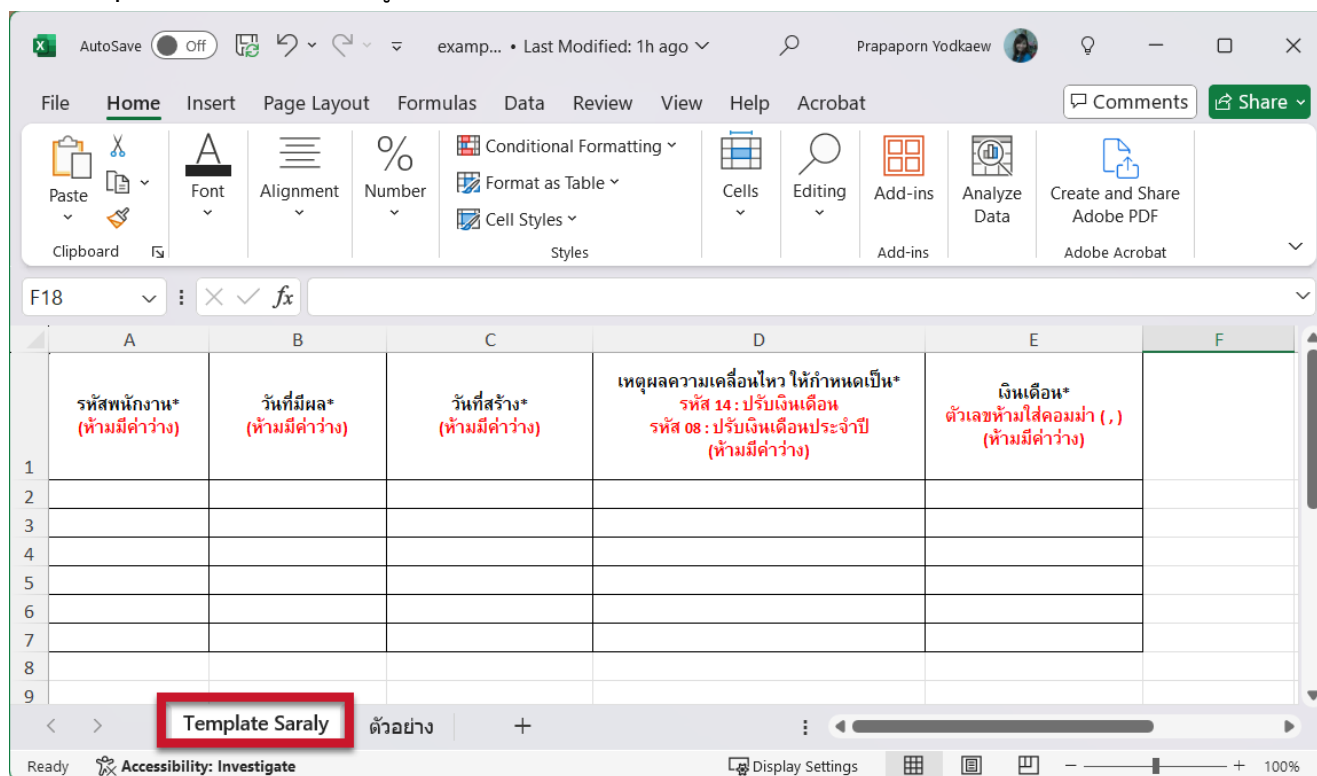 AutoSave Off examp... • Last Modified: 1h ago Prapaporn Yodkaew
File Home Insert Page Layout Formulas Data Review View Help Acrobat Comments Share
Paste
Font
Alignment
Number
Conditional Formatting
Format as Table
Cell Styles
Cells
Editing
Add-ins
Analyze
Data
Create and Share
Adobe PDF
Clipboard Styles Add-ins Adobe Acrobat
F18 fx
A B C D E F
รหัสพนักงาน*
(ห้ามมีค่าว่าง)
วันที่มีผล*
(ห้ามมีค่าว่าง)
วันที่สร้าง*
(ห้ามมีค่าว่าง)
เหตุผลความเคลื่อนไหว ให้กำหนดเป็น*
รหัส 14 : ปรับเงินเดือน
รหัส 08 : ปรับเงินเดือนประจำปี
(ห้ามมีค่าว่าง)
เงินเดือน*
ตัวเลขห้ามใส่คอมม่า ( , )
(ห้ามมีค่าว่าง)
1
2
3
4
5
6
7
8
9
Template Saraly ตัวอย่าง
Ready Accessibility: Investigate Display Settings 100%